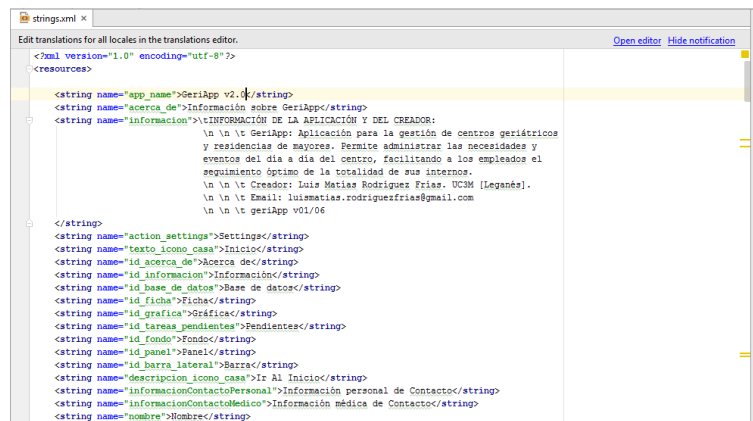 strings.xml ×
Edit translations for all locales in the translations editor. Open editor Hide notification
<?xml version="1.0" encoding="utf-8"?>
<resources>
<string name="app_name">GeriApp v2.0</string>
<string name="acerca_de">Información sobre GeriApp</string>
<string name="informacion">\tINFORMACIÓN DE LA APLICACIÓN Y DEL CREADOR:
\n \n \t GeriApp: Aplicación para la gestión de centros geriátricos
y residencias de mayores. Permite administrar las necesidades y
eventos del día a día del centro, facilitando a los empleados el
seguimiento óptimo de la totalidad de sus internos.
\n \n \t Creador: Luis Matías Rodríguez Frías. UC3M [Leganés].
\n \n \t Email: luismatias.rodriguezfrias@gmail.com
\n \n \t geriApp v01/06
</string>
<string name="action_settings">Settings</string>
<string name="texto_icono_casa">Inicio</string>
<string name="id_acerca_de">Acerca de</string>
<string name="id_informacion">Información</string>
<string name="id_base_de_datos">Base de datos</string>
<string name="id_ficha">Ficha</string>
<string name="id_grafica">Gráfica</string>
<string name="id_tareas_pendientes">Pendientes</string>
<string name="id_fondo">Fondo</string>
<string name="id_panel">Panel</string>
<string name="id_barra_lateral">Barra</string>
<string name="descripcion_icono_casa">Ir Al Inicio</string>
<string name="informacionContactoPersonal">Información personal de Contacto</string>
<string name="informacionContactoMedico">Información médica de Contacto</string>
<string name="nombre">Nombre</string>